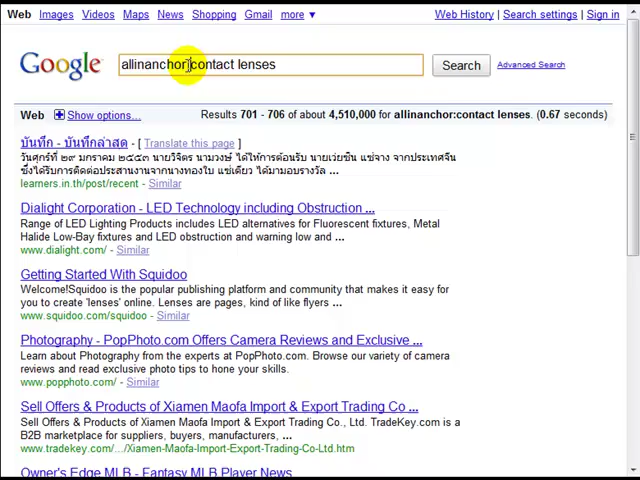 Web Images Videos Maps News Shopping Gmail more ▼ Web History | Search settings | Sign in
Google allinanchor:contact lenses Search Advanced Search
Web Show options... Results 701 - 706 of about 4,510,000 for allinanchor:contact lenses. (0.67 seconds)
บันทึก - บันทึกล่าสุด - [ Translate this page ]
วันศุกร์ที่ ๒๙ มกราคม ๒๕๕๓ นายวิจิตร นามวงษ์ ได้ให้การต้อนรับ นายเว่ยซิน แซ่จาง จากประเทศจีน
ซึ่งได้รับการติดต่อประสานงานจากนางทองใบ แซ่เตียว ได้มามอบรางวัล ...
learners.in.th/post/recent - Similar
Dialight Corporation - LED Technology including Obstruction ...
Range of LED Lighting Products includes LED alternatives for Fluorescent fixtures, Metal
Halide Low-Bay fixtures and LED obstruction and warning low and ...
www.dialight.com/ - Similar
Getting Started With Squidoo
Welcome!Squidoo is the popular publishing platform and community that makes it easy for
you to create 'lenses' online. Lenses are pages, kind of like flyers ...
www.squidoo.com/squidoo - Similar
Photography - PopPhoto.com Offers Camera Reviews and Exclusive ...
Learn about Photography from the experts at PopPhoto.com. Browse our variety of camera
reviews and read exclusive photo tips to hone your skills.
www.popphoto.com/ - Similar
Sell Offers & Products of Xiamen Maofa Import & Export Trading Co ...
Sell Offers & Products of Xiamen Maofa Import & Export Trading Co., Ltd. TradeKey.com is a
B2B marketplace for suppliers, buyers, manufacturers, ...
www.tradekey.com/.../Xiamen-Maofa-Import-Export-Trading-Co-Ltd.htm
Owner's Edge MLB - Fantasy MLB Player News